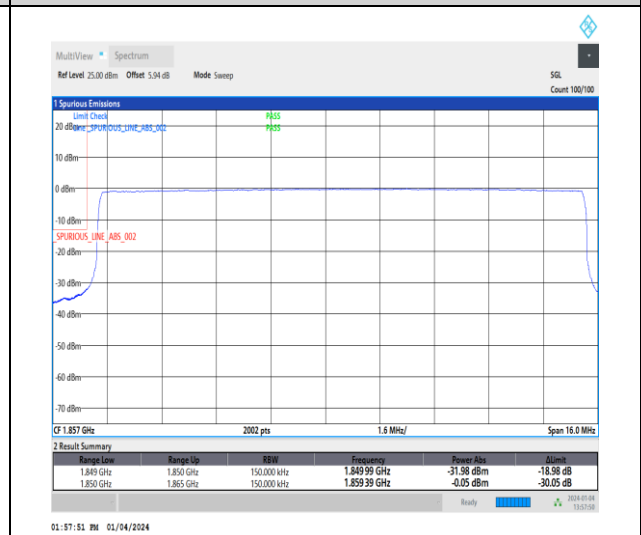 MultiView Spectrum
Ref Level 25.00 dBm Offset 5.94 dB Mode Sweep SGL
Count 100/100
1 Spurious Emissions
Limit Check PASS
20 dBm Line _SPURIOUS_LINE_ABS_002 PASS
10 dBm
0 dBm
-10 dBm
_SPURIOUS_LINE_ABS_002
-20 dBm
-30 dBm
-40 dBm
-50 dBm
-60 dBm
-70 dBm
CF 1.857 GHz 2002 pts 1.6 MHz/ Span 16.0 MHz
2 Result Summary
Range Low Range Up RBW Frequency Power Abs ΔLimit
1.849 GHz 1.850 GHz 150.000 kHz 1.84999 GHz -31.98 dBm -18.98 dB
1.850 GHz 1.865 GHz 150.000 kHz 1.85939 GHz -0.05 dBm -30.05 dB
Ready 2024-01-04
13:57:50
01:57:51 PM 01/04/2024